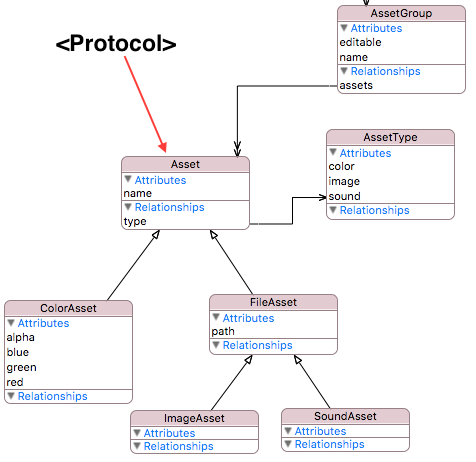 AssetGroup
▼ Attributes
editable
name
▼ Relationships
assets
<Protocol>
AssetType
▼ Attributes
color
image
sound
▼ Relationships
Asset
▼ Attributes
name
▼ Relationships
type
ColorAsset
▼ Attributes
alpha
blue
green
red
▼ Relationships
FileAsset
▼ Attributes
path
▼ Relationships
ImageAsset
▼ Attributes
▼ Relationships
SoundAsset
▼ Attributes
▼ Relationships